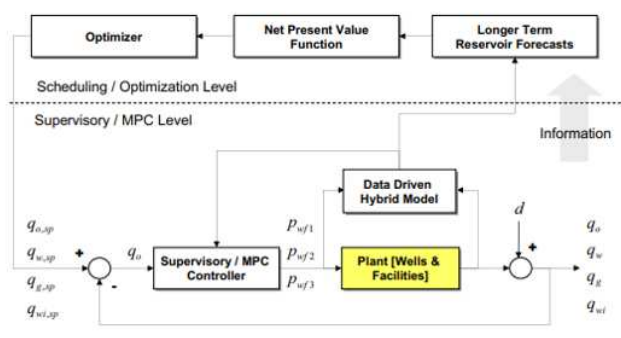 Optimizer
Net Present Value
Function
Longer Term
Reservoir Forecasts
Scheduling / Optimization Level
Supervisory / MPC Level
Information
Data Driven
Hybrid Model
q_{o,sp}
q_{w,sp}
q_{g,sp}
q_{wi,sp}
+
-
q_o
Supervisory / MPC
Controller
p_{wf1}
p_{wf2}
p_{wf3}
Plant [Wells &
Facilities]
d
+
q_o
q_w
q_g
q_{wi}